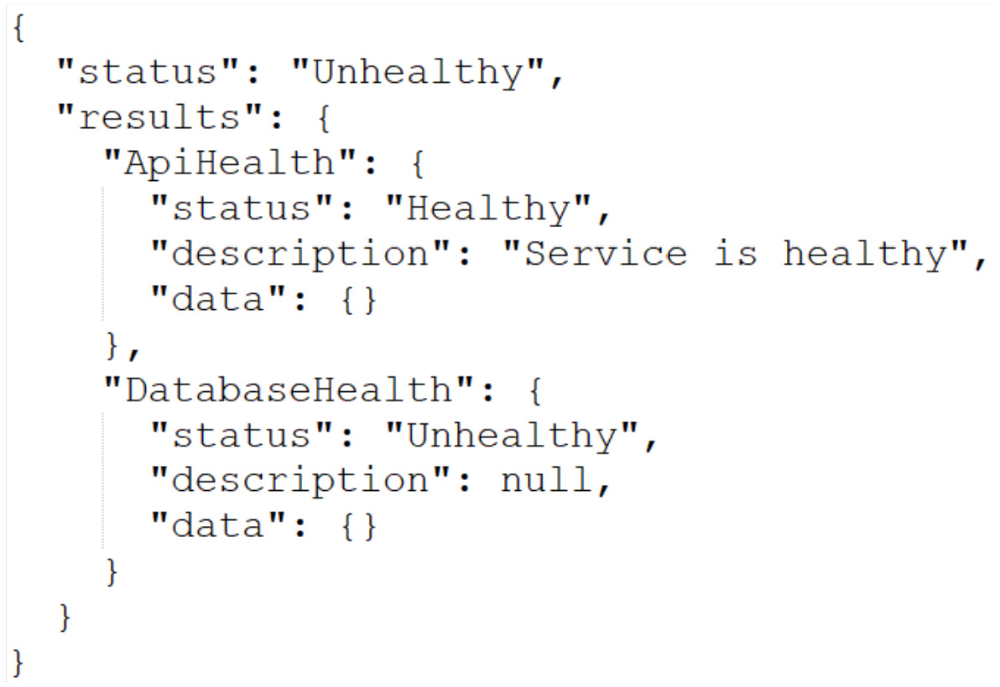 {
"status": "Unhealthy",
"results": {
"ApiHealth": {
"status": "Healthy",
"description": "Service is healthy",
"data": {}
},
"DatabaseHealth": {
"status": "Unhealthy",
"description": null,
"data": {}
}
}
}